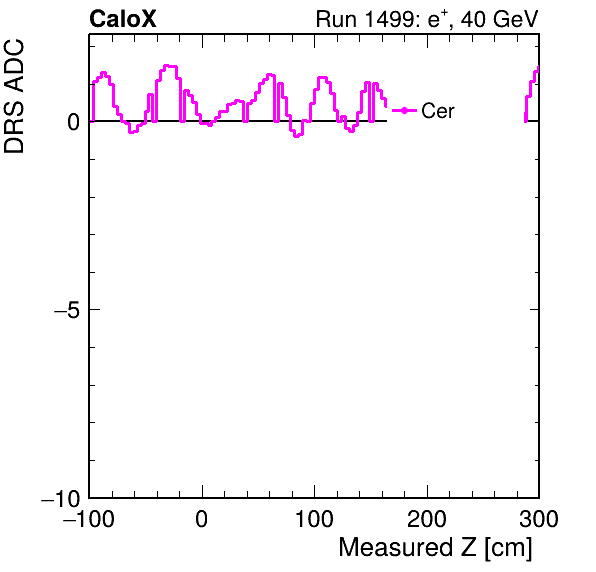 CaloX Run 1499: e⁺, 40 GeV
DRS ADC
Cer
0
−5
−10
−100 0 100 200 300
Measured Z [cm]